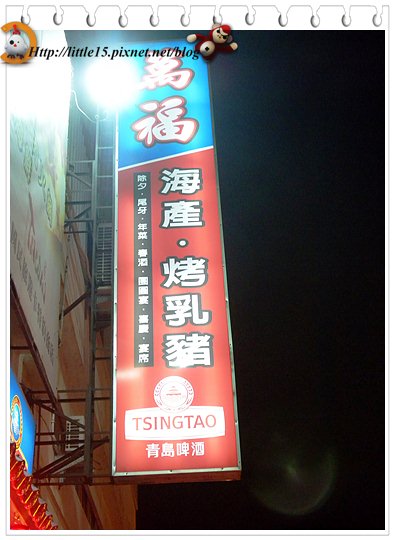 Http://little15.pixnet.net/blog
萬福
海產·烤乳豬
除夕·尾牙·年菜·春酒·團圓宴·喜慶·宴席
TSINGTAO
青島啤酒